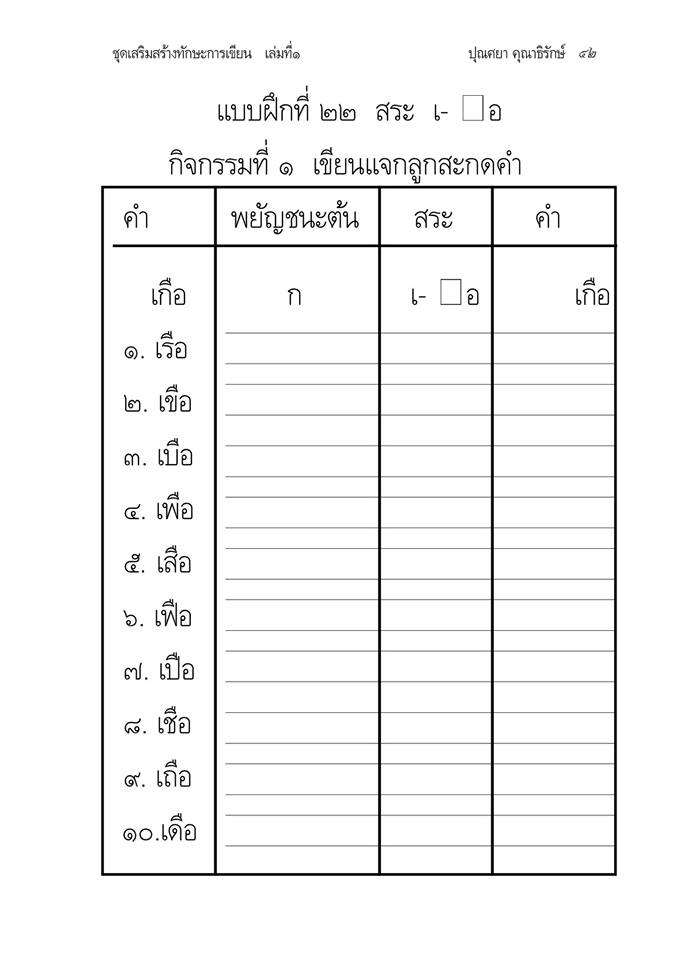 ชุดเสริมสร้างทักษะการเขียน เล่มที่๑ ปุณศยา คุณาธิรักษ์ ๔๒
แบบฝึกที่ ๒๒ สระ เ- □อ
กิจกรรมที่ ๑ เขียนแจกลูกสะกดคำ
คำ พยัญชนะต้น สระ คำ
เกือ ก เ- □อ เกือ
๑. เรือ
๒. เขือ
๓. เบือ
๔. เพือ
๕. เสือ
๖. เฟือ
๗. เปือ
๘. เชือ
๙. เถือ
๑๐.เดือ